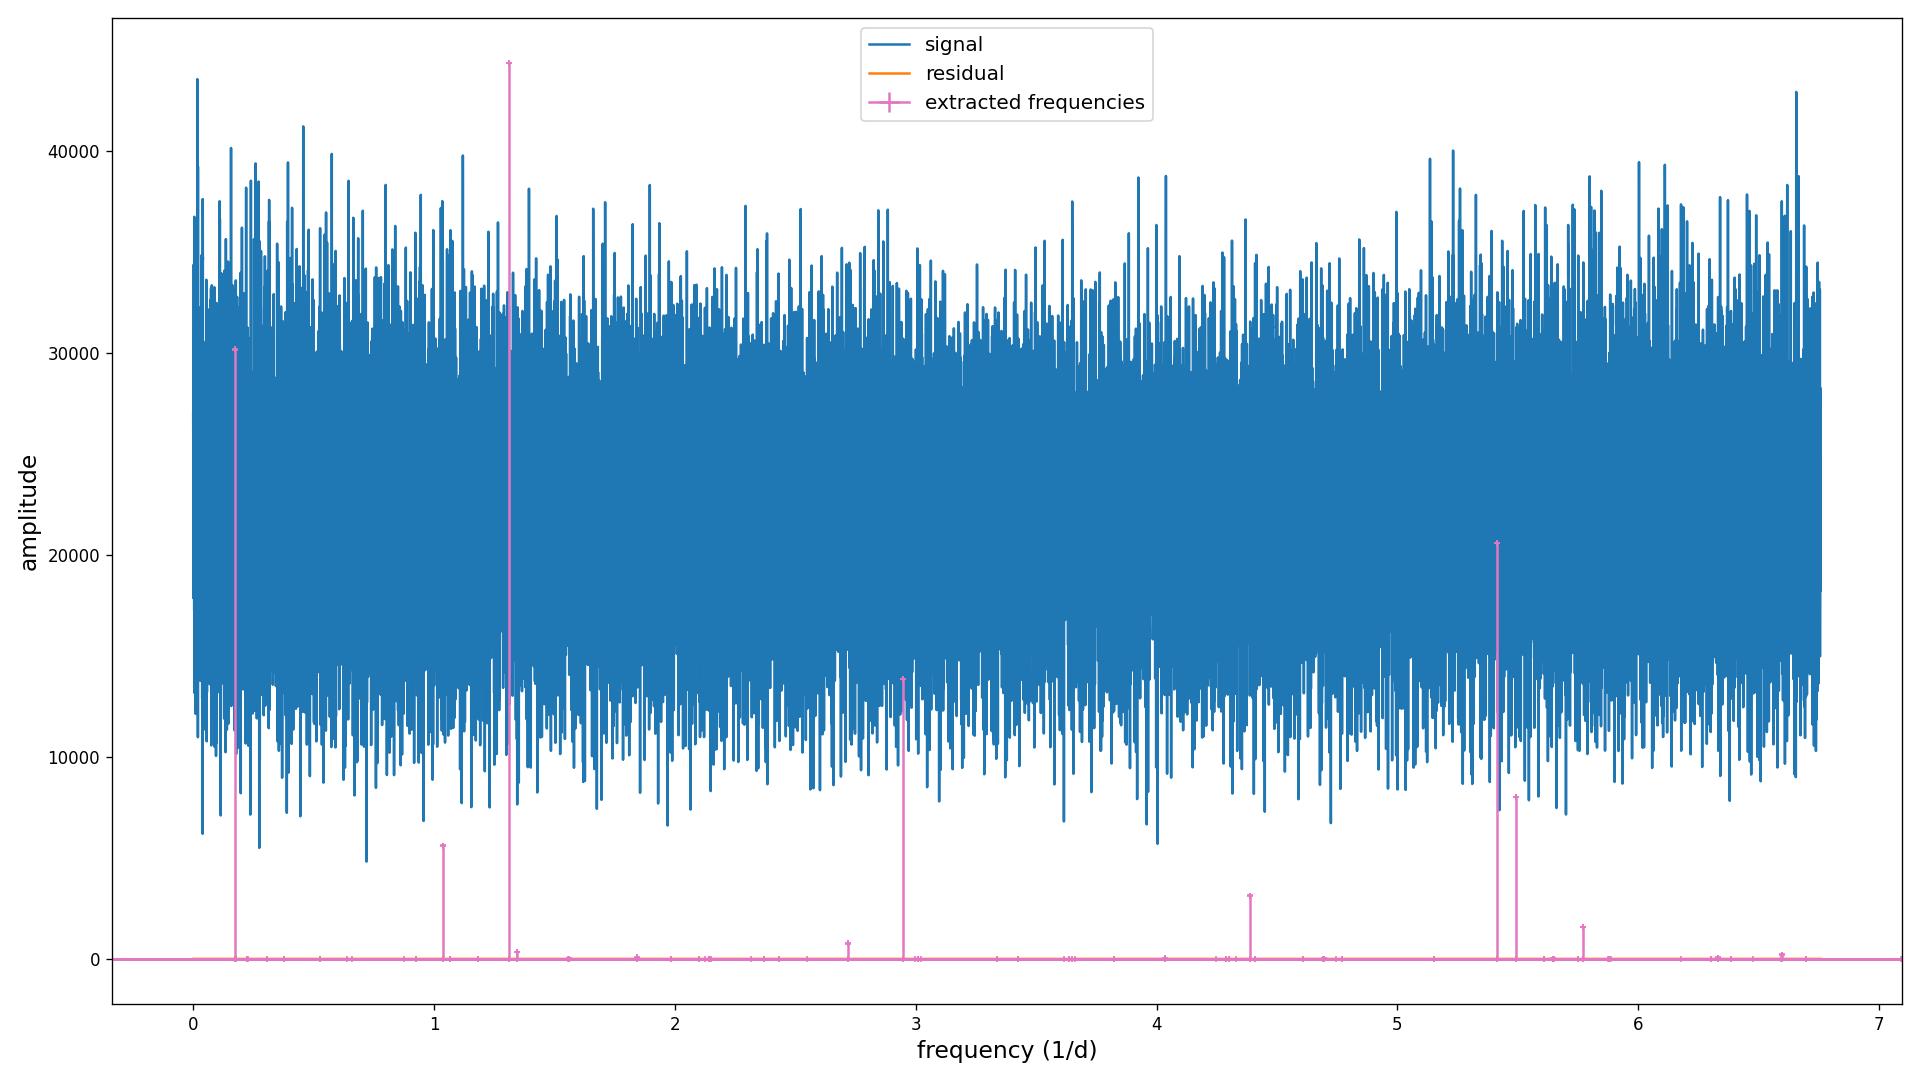 signal
residual
extracted frequencies
amplitude
40000
30000
20000
10000
0
0 1 2 3 4 5 6 7
frequency (1/d)